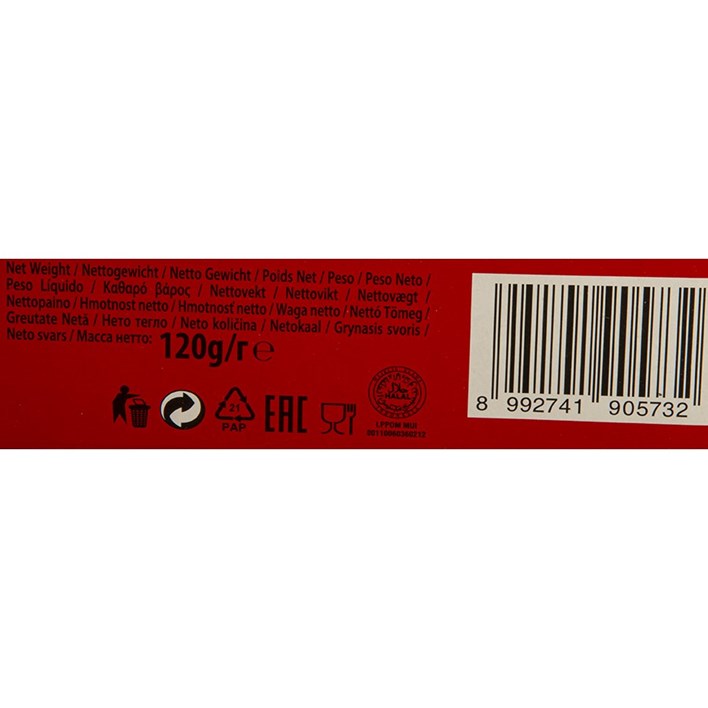 Net Weight / Nettogewicht / Netto Gewicht / Poids Net / Peso / Peso Neto /
Peso Líquido / Καθαρό βάρος / Nettovekt / Nettovikt / Nettovægt /
Nettopaino / Hmotnost netto / Hmotnosť netto / Waga netto / Nettó Tömeg /
Greutate Netă / Нето тегло / Neto količina / Netokaal / Grynasis svoris /
Neto svars / Масса нетто: 120g/г ℮
21
PAP
EAC
HALAL
LPPOM MUI
8 992741 905732